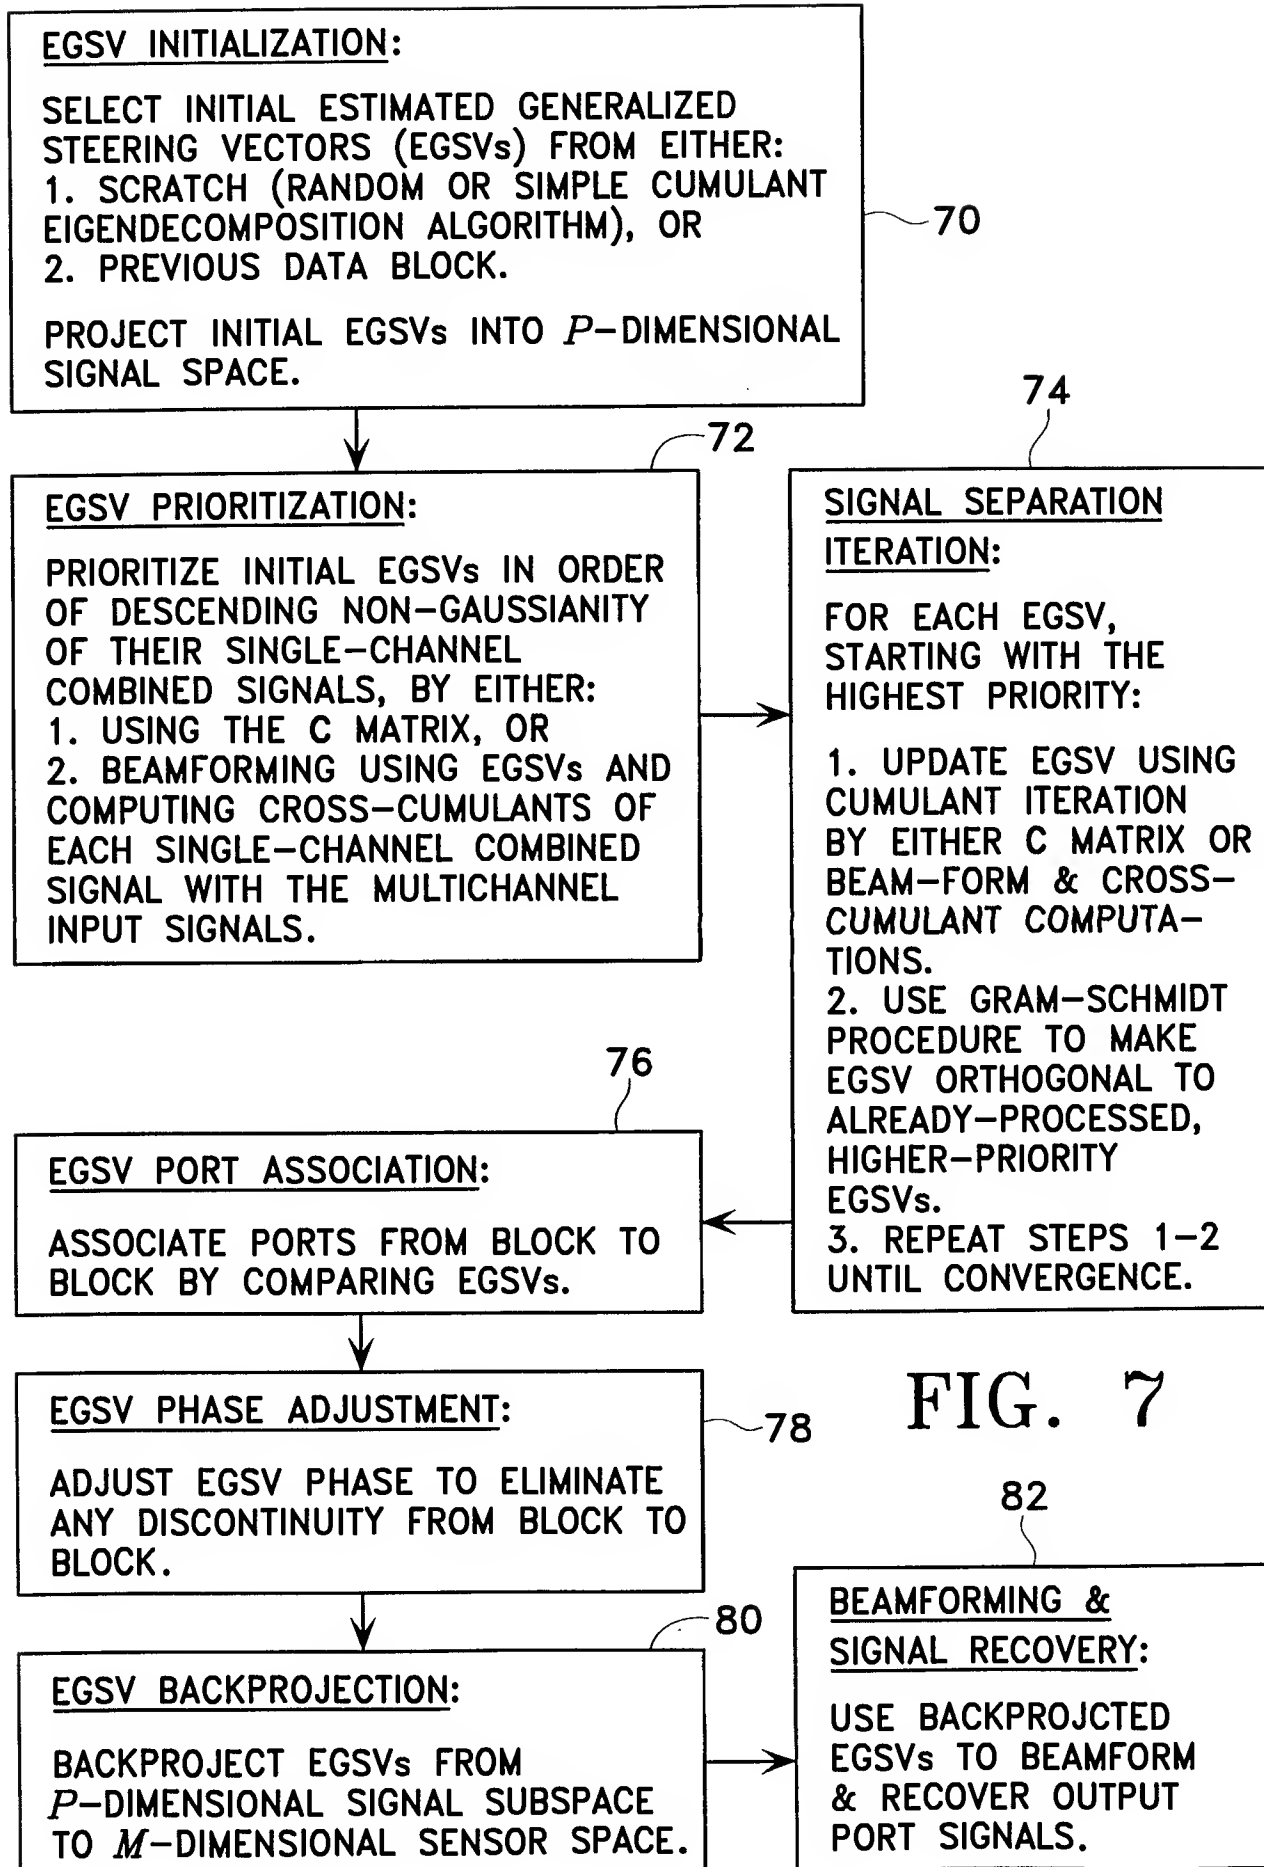 EGSV INITIALIZATION:
SELECT INITIAL ESTIMATED GENERALIZED
STEERING VECTORS (EGSVs) FROM EITHER:
1. SCRATCH (RANDOM OR SIMPLE CUMULANT
EIGENDECOMPOSITION ALGORITHM), OR
2. PREVIOUS DATA BLOCK.
PROJECT INITIAL EGSVs INTO P-DIMENSIONAL
SIGNAL SPACE.
70
72
EGSV PRIORITIZATION:
PRIORITIZE INITIAL EGSVs IN ORDER
OF DESCENDING NON-GAUSSIANITY
OF THEIR SINGLE-CHANNEL
COMBINED SIGNALS, BY EITHER:
1. USING THE C MATRIX, OR
2. BEAMFORMING USING EGSVs AND
COMPUTING CROSS-CUMULANTS OF
EACH SINGLE-CHANNEL COMBINED
SIGNAL WITH THE MULTICHANNEL
INPUT SIGNALS.
74
SIGNAL SEPARATION
ITERATION:
FOR EACH EGSV,
STARTING WITH THE
HIGHEST PRIORITY:
1. UPDATE EGSV USING
CUMULANT ITERATION
BY EITHER C MATRIX OR
BEAM-FORM & CROSS-
CUMULANT COMPUTA-
TIONS.
2. USE GRAM-SCHMIDT
PROCEDURE TO MAKE
EGSV ORTHOGONAL TO
ALREADY-PROCESSED,
HIGHER-PRIORITY
EGSVs.
3. REPEAT STEPS 1-2
UNTIL CONVERGENCE.
76
EGSV PORT ASSOCIATION:
ASSOCIATE PORTS FROM BLOCK TO
BLOCK BY COMPARING EGSVs.
EGSV PHASE ADJUSTMENT:
ADJUST EGSV PHASE TO ELIMINATE
ANY DISCONTINUITY FROM BLOCK TO
BLOCK.
78
FIG. 7
80
EGSV BACKPROJECTION:
BACKPROJECT EGSVs FROM
P-DIMENSIONAL SIGNAL SUBSPACE
TO M-DIMENSIONAL SENSOR SPACE.
82
BEAMFORMING &
SIGNAL RECOVERY:
USE BACKPROJCTED
EGSVs TO BEAMFORM
& RECOVER OUTPUT
PORT SIGNALS.